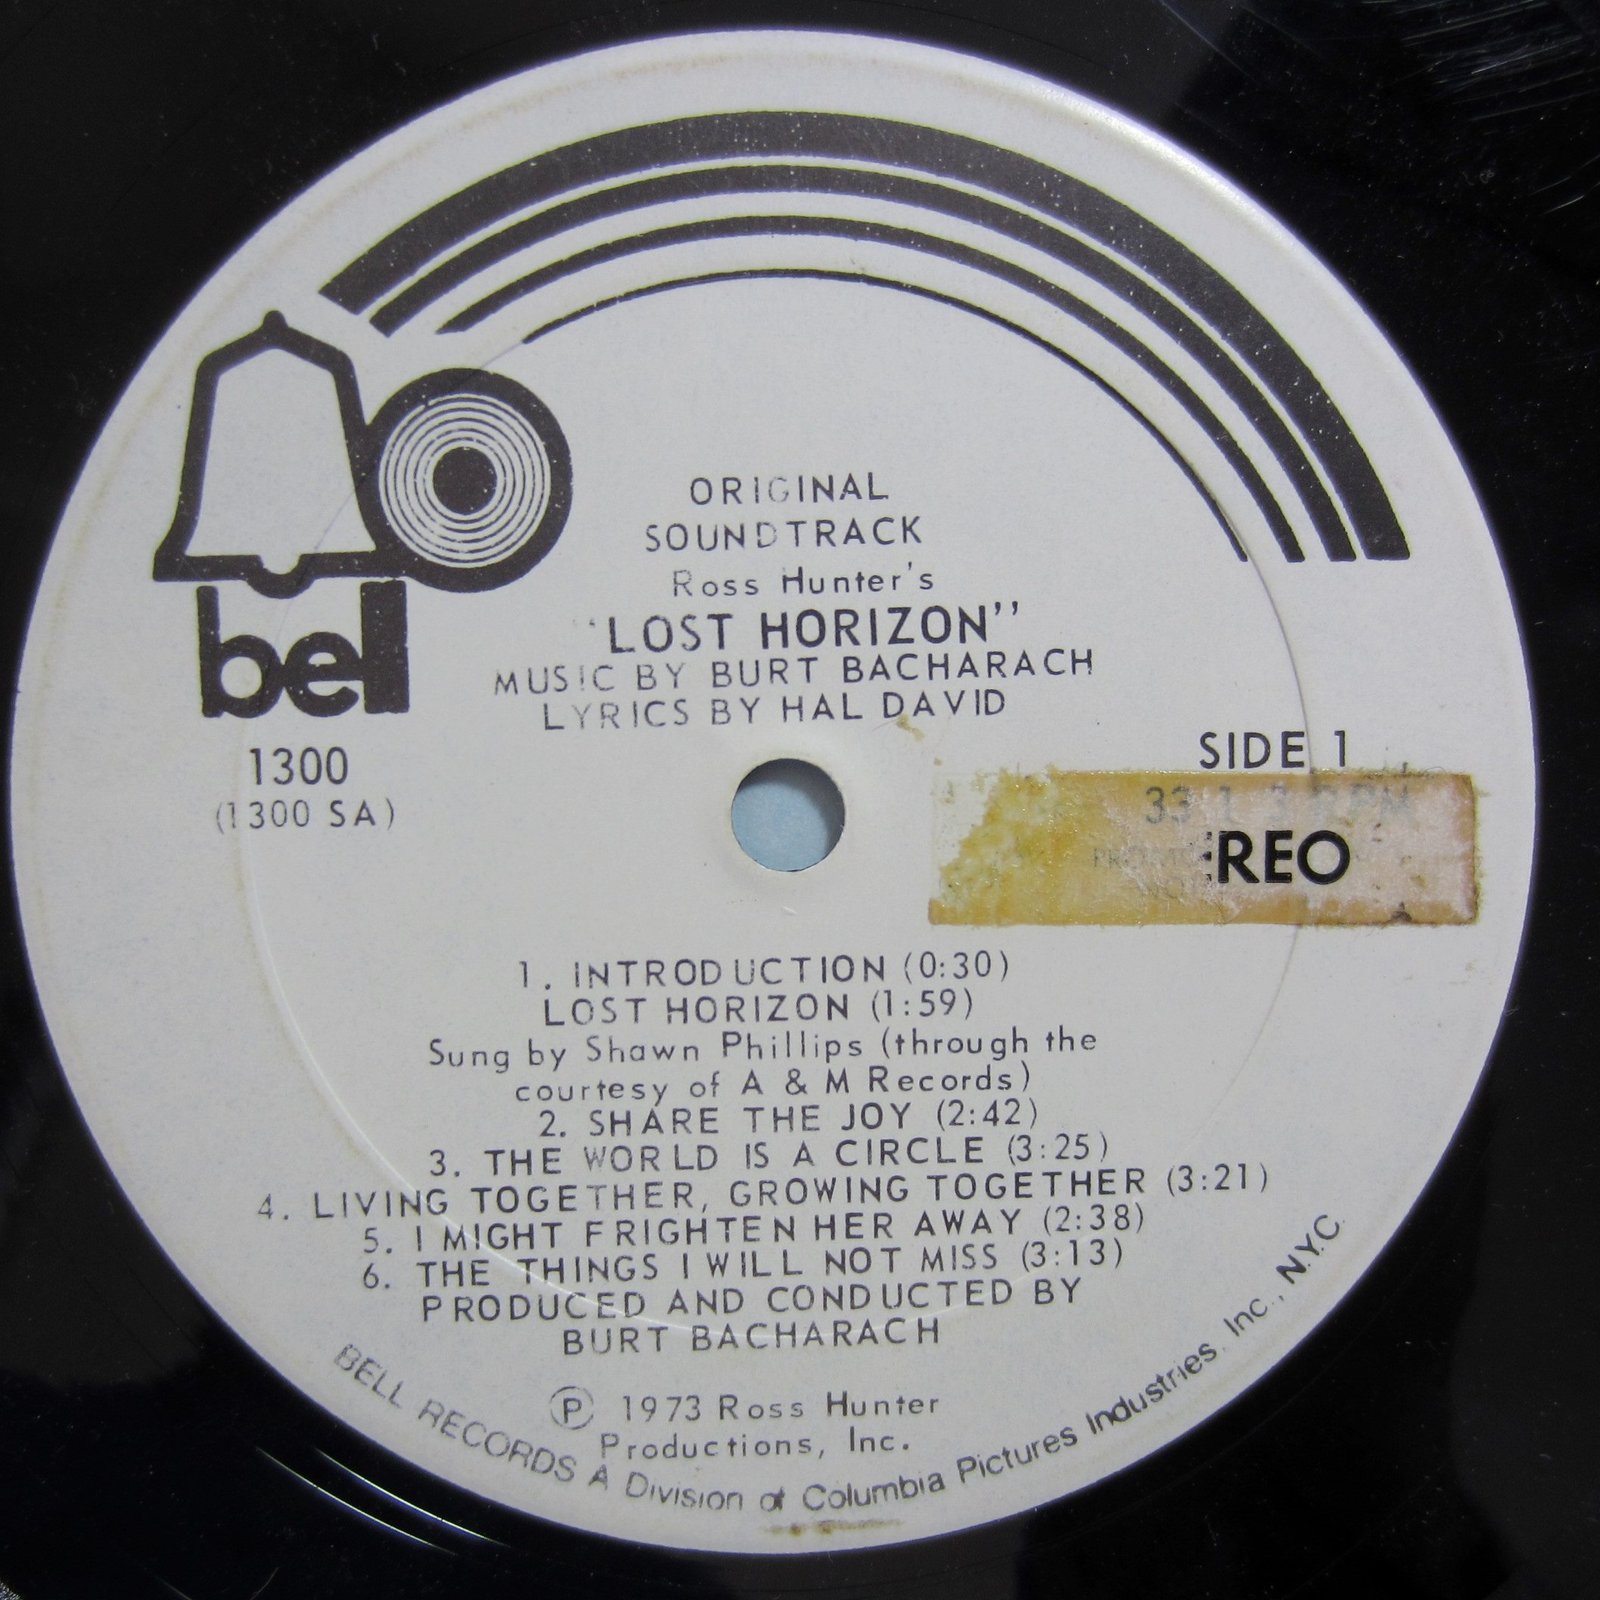 bell
ORIGINAL
SOUNDTRACK
Ross Hunter's
"LOST HORIZON"
MUSIC BY BURT BACHARACH
LYRICS BY HAL DAVID
1300
(1300 SA)
SIDE 1
33 1 3 RPM
EREO
1. INTRODUCTION (0:30)
LOST HORIZON (1:59)
Sung by Shawn Phillips (through the
courtesy of A & M Records)
2. SHARE THE JOY (2:42)
3. THE WORLD IS A CIRCLE (3:25)
4. LIVING TOGETHER, GROWING TOGETHER (3:21)
5. I MIGHT FRIGHTEN HER AWAY (2:38)
6. THE THINGS I WILL NOT MISS (3:13)
PRODUCED AND CONDUCTED BY
BURT BACHARACH
Ⓟ 1973 Ross Hunter
Productions, Inc.
BELL RECORDS A Division of Columbia Pictures Industries, Inc., N.Y.C.